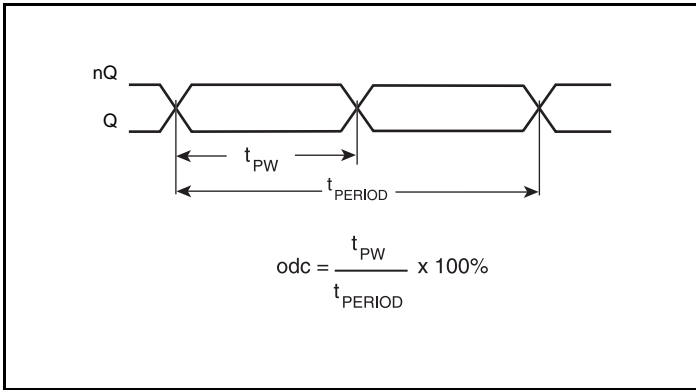 nQ
Q
tPW
tPERIOD
odc = tPW / tPERIOD x 100%